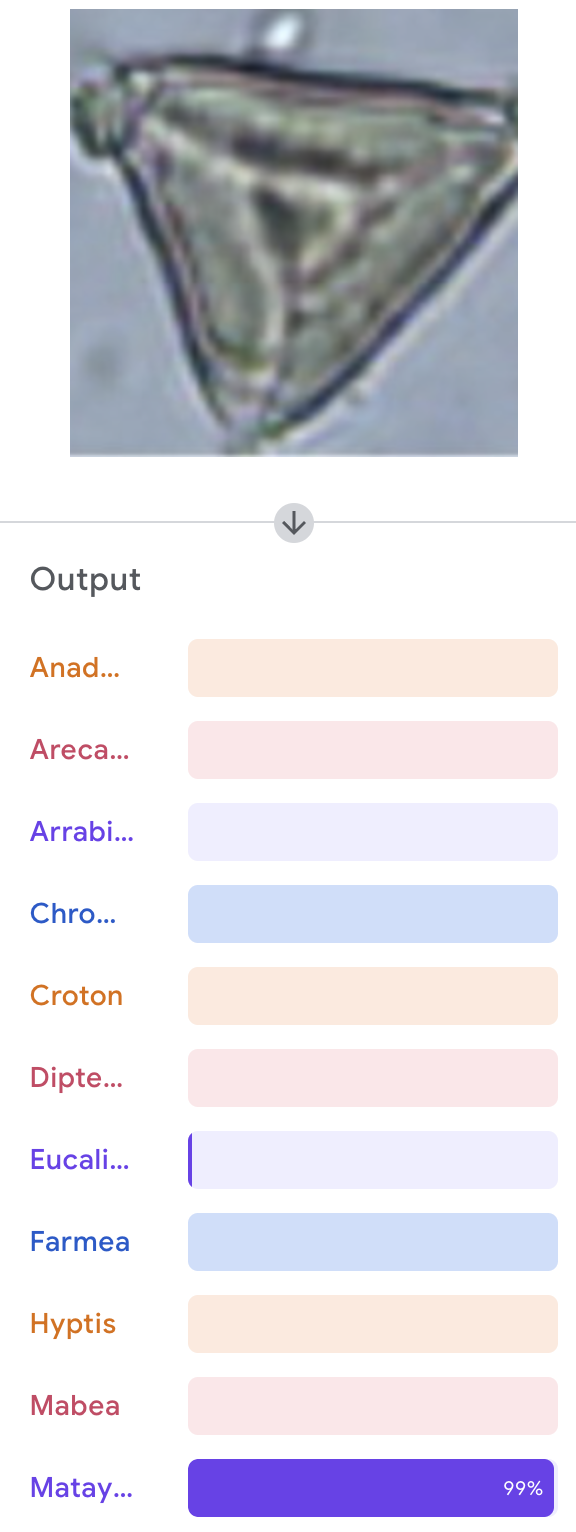 Output
Anad...
Areca...
Arrabi...
Chro...
Croton
Dipte...
Eucali...
Farmea
Hyptis
Mabea
Matay... 99%